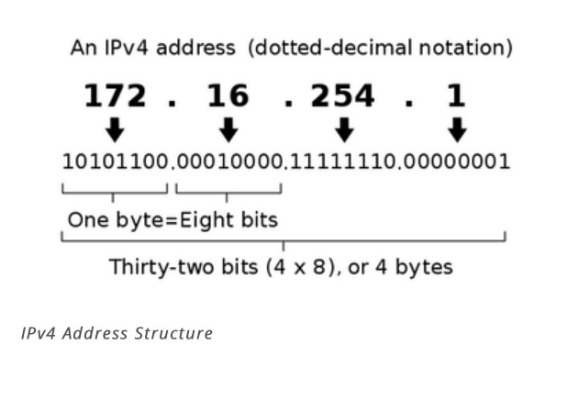 An IPv4 address (dotted-decimal notation)
172 . 16 . 254 . 1
10101100.00010000.11111110.00000001
One byte=Eight bits
Thirty-two bits (4 x 8), or 4 bytes
IPv4 Address Structure